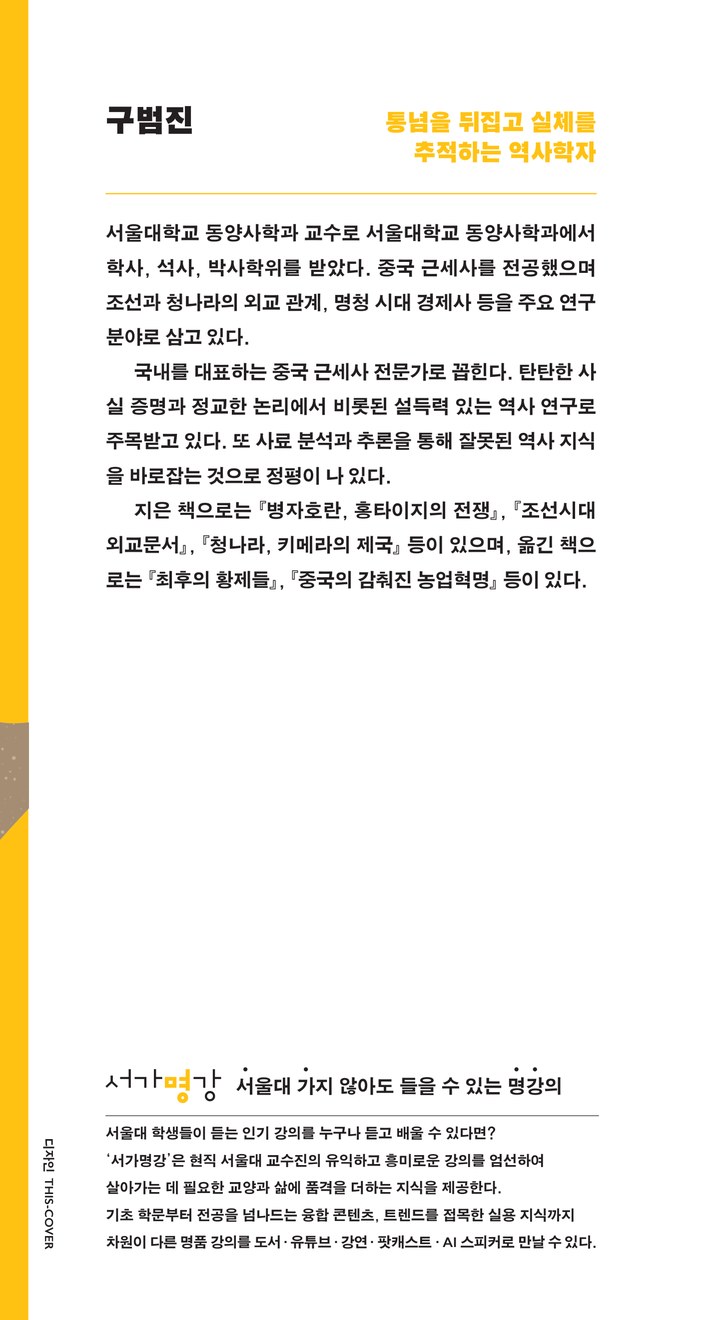 구범진
통념을 뒤집고 실체를
추적하는 역사학자
서울대학교 동양사학과 교수로 서울대학교 동양사학과에서
학사, 석사, 박사학위를 받았다. 중국 근세사를 전공했으며
조선과 청나라의 외교 관계, 명청 시대 경제사 등을 주요 연구
분야로 삼고 있다.
국내를 대표하는 중국 근세사 전문가로 꼽힌다. 탄탄한 사
실 증명과 정교한 논리에서 비롯된 설득력 있는 역사 연구로
주목받고 있다. 또 사료 분석과 추론을 통해 잘못된 역사 지식
을 바로잡는 것으로 정평이 나 있다.
지은 책으로는 『병자호란, 홍타이지의 전쟁』, 『조선시대
외교문서』, 『청나라, 키메라의 제국』 등이 있으며, 옮긴 책으
로는 『최후의 황제들』, 『중국의 감춰진 농업혁명』 등이 있다.
서가명강 서울대 가지 않아도 들을 수 있는 명강의
서울대 학생들이 듣는 인기 강의를 누구나 듣고 배울 수 있다면?
‘서가명강’은 현직 서울대 교수진의 유익하고 흥미로운 강의를 엄선하여
살아가는 데 필요한 교양과 삶에 품격을 더하는 지식을 제공한다.
기초 학문부터 전공을 넘나드는 융합 콘텐츠, 트렌드를 접목한 실용 지식까지
차원이 다른 명품 강의를 도서 · 유튜브 · 강연 · 팟캐스트 · AI 스피커로 만날 수 있다.
디자인 THIS-COVER